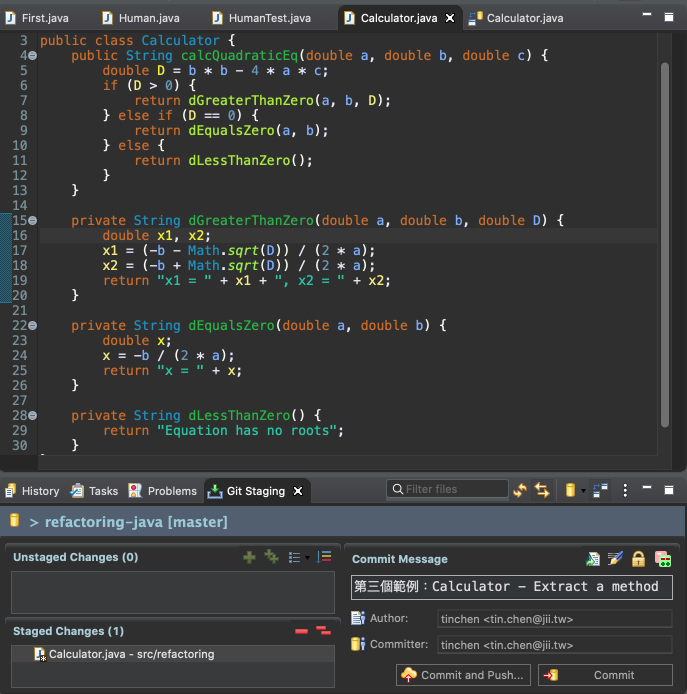 First.java Human.java HumanTest.java Calculator.java Calculator.java
3 public class Calculator {
4 public String calcQuadraticEq(double a, double b, double c) {
5 double D = b * b - 4 * a * c;
6 if (D > 0) {
7 return dGreaterThanZero(a, b, D);
8 } else if (D == 0) {
9 return dEqualsZero(a, b);
10 } else {
11 return dLessThanZero();
12 }
13 }
14
15 private String dGreaterThanZero(double a, double b, double D) {
16 double x1, x2;
17 x1 = (-b - Math.sqrt(D)) / (2 * a);
18 x2 = (-b + Math.sqrt(D)) / (2 * a);
19 return "x1 = " + x1 + ", x2 = " + x2;
20 }
21
22 private String dEqualsZero(double a, double b) {
23 double x;
24 x = -b / (2 * a);
25 return "x = " + x;
26 }
27
28 private String dLessThanZero() {
29 return "Equation has no roots";
30 }
History Tasks Problems Git Staging Filter files
> refactoring-java [master]
Unstaged Changes (0)
Staged Changes (1)
Calculator.java - src/refactoring
Commit Message
第三個範例：Calculator - Extract a method
Author: tinchen <tin.chen@jii.tw>
Committer: tinchen <tin.chen@jii.tw>
Commit and Push... Commit